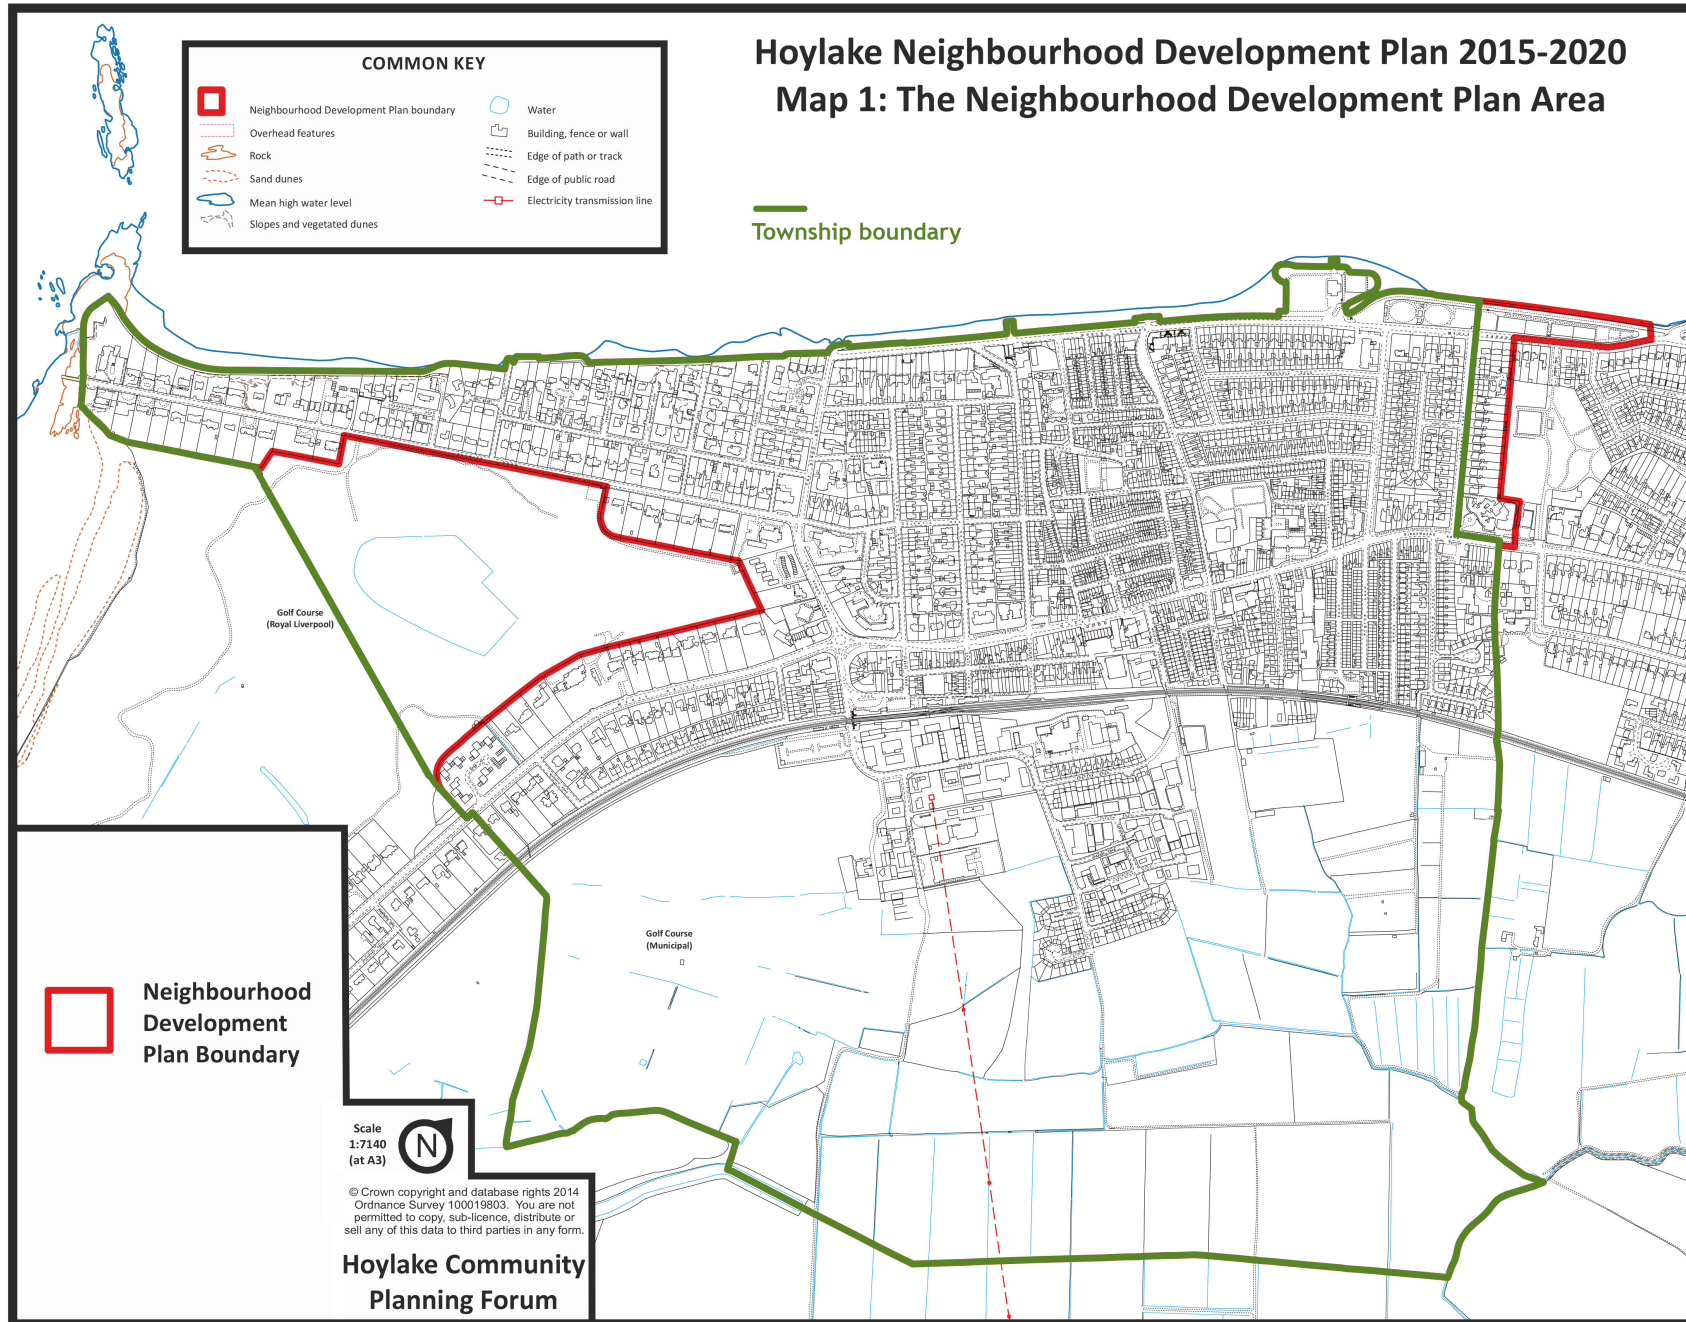 Hoylake Neighbourhood Development Plan 2015-2020
Map 1: The Neighbourhood Development Plan Area
COMMON KEY
Neighbourhood Development Plan boundary
Overhead features
Rock
Sand dunes
Mean high water level
Slopes and vegetated dunes
Water
Building, fence or wall
Edge of path or track
Edge of public road
Electricity transmission line
Township boundary
Golf Course
(Royal Liverpool)
Golf Course
(Municipal)
Neighbourhood
Development
Plan Boundary
Scale
1:7140
(at A3)
N
© Crown copyright and database rights 2014
Ordnance Survey 100019803. You are not
permitted to copy, sub-licence, distribute or
sell any of this data to third parties in any form.
Hoylake Community
Planning Forum